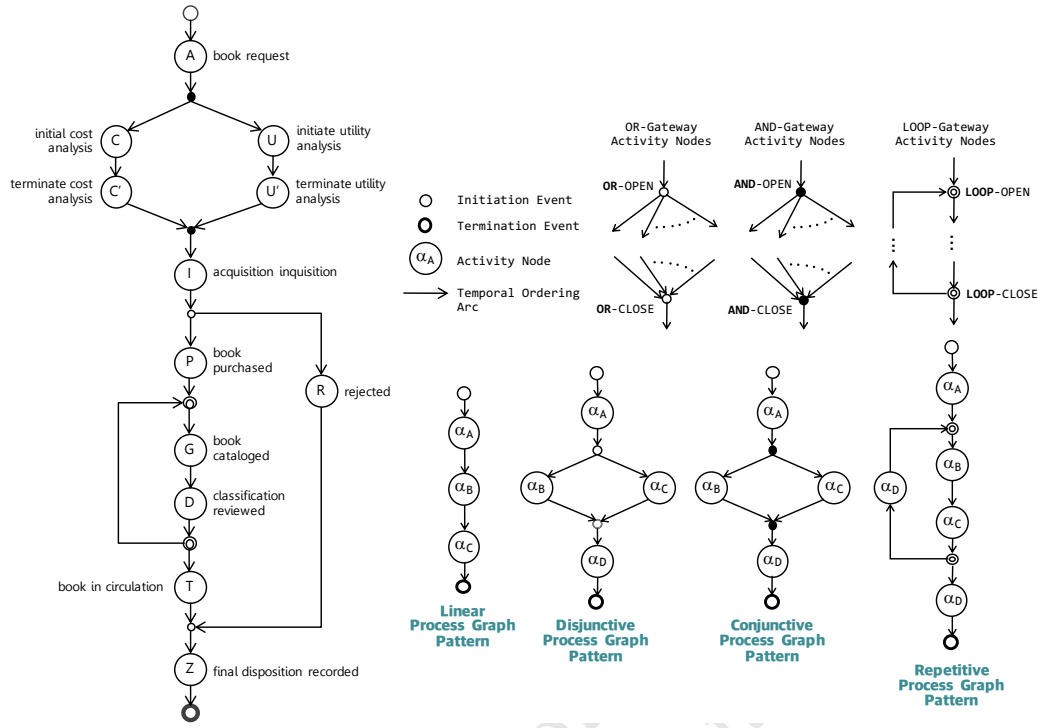 A
book request
initial cost
analysis
C
U
initiate utility
analysis
terminate cost
analysis
C'
U'
terminate utility
analysis
I
acquisition inquisition
P
book
purchased
R
rejected
G
book
cataloged
D
classification
reviewed
book in circulation
T
Z
final disposition recorded
OR-Gateway
Activity Nodes
AND-Gateway
Activity Nodes
LOOP-Gateway
Activity Nodes
OR-OPEN
AND-OPEN
LOOP-OPEN
OR-CLOSE
AND-CLOSE
LOOP-CLOSE
Initiation Event
Termination Event
αA
Activity Node
Temporal Ordering
Arc
αA
αB
αC
Linear
Process Graph
Pattern
αA
αB
αC
αD
Disjunctive
Process Graph
Pattern
αA
αB
αC
αD
Conjunctive
Process Graph
Pattern
αA
αB
αD
αC
αD
Repetitive
Process Graph
Pattern